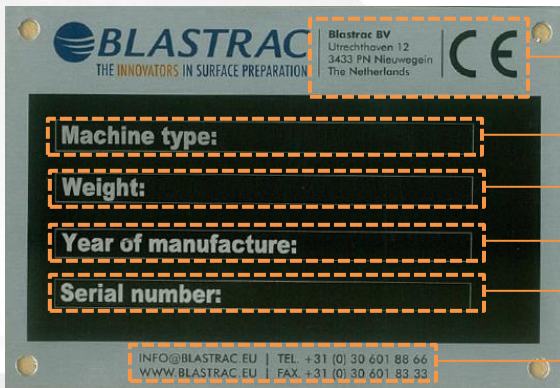 BLASTRAC
THE INNOVATORS IN SURFACE PREPARATION
Blastrac BV
Utrechthaven 12
3433 PN Nieuwegein
The Netherlands
CE
Machine type:
Weight:
Year of manufacture:
Serial number:
INFO@BLASTRAC.EU | TEL. +31 (0) 30 601 88 66
WWW.BLASTRAC.EU | FAX. +31 (0) 30 601 83 33